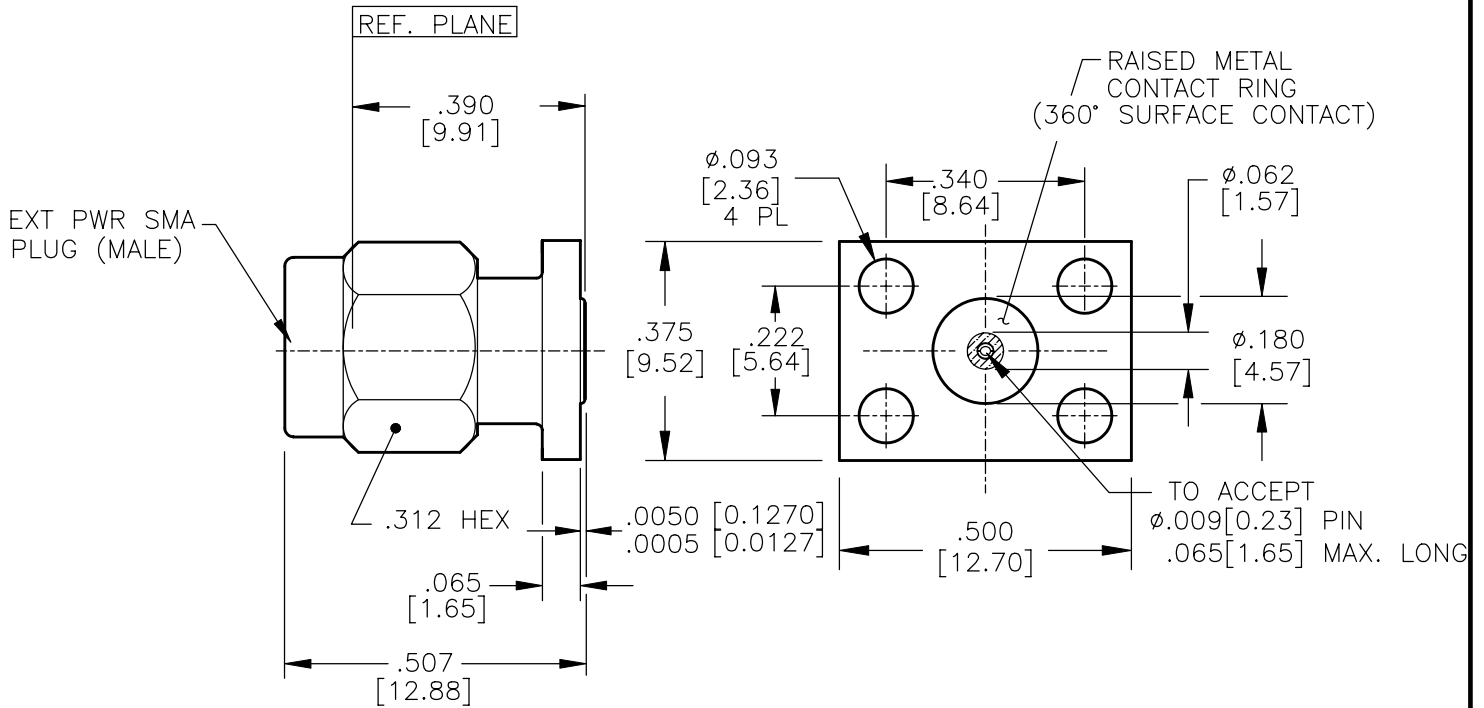 REF. PLANE
.390
[9.91]
EXT PWR SMA
PLUG (MALE)
.312 HEX
.065
[1.65]
.507
[12.88]
.0050 [0.1270]
.0005 [0.0127]
.375
[9.52]
RAISED METAL
CONTACT RING
(360° SURFACE CONTACT)
ø.093
[2.36]
4 PL
.340
[8.64]
ø.062
[1.57]
.222
[5.64]
ø.180
[4.57]
.500
[12.70]
TO ACCEPT
ø.009[0.23] PIN
.065[1.65] MAX. LONG